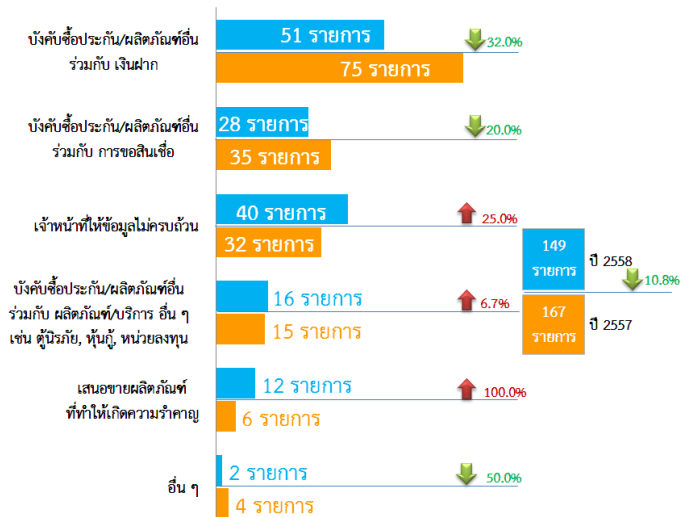 บังคับซื้อประกัน/ผลิตภัณฑ์อื่น
ร่วมกับ เงินฝาก
51 รายการ
75 รายการ
32.0%
บังคับซื้อประกัน/ผลิตภัณฑ์อื่น
ร่วมกับ การขอสินเชื่อ
28 รายการ
35 รายการ
20.0%
เจ้าหน้าที่ให้ข้อมูลไม่ครบถ้วน
40 รายการ
32 รายการ
25.0%
บังคับซื้อประกัน/ผลิตภัณฑ์อื่น
ร่วมกับ ผลิตภัณฑ์/บริการ อื่น ๆ
เช่น ตู้นิรภัย, หุ้นกู้, หน่วยลงทุน
16 รายการ
15 รายการ
6.7%
เสนอขายผลิตภัณฑ์
ที่ทำให้เกิดความรำคาญ
12 รายการ
6 รายการ
100.0%
อื่น ๆ
2 รายการ
4 รายการ
50.0%
149
รายการ
ปี 2558
10.8%
167
รายการ
ปี 2557